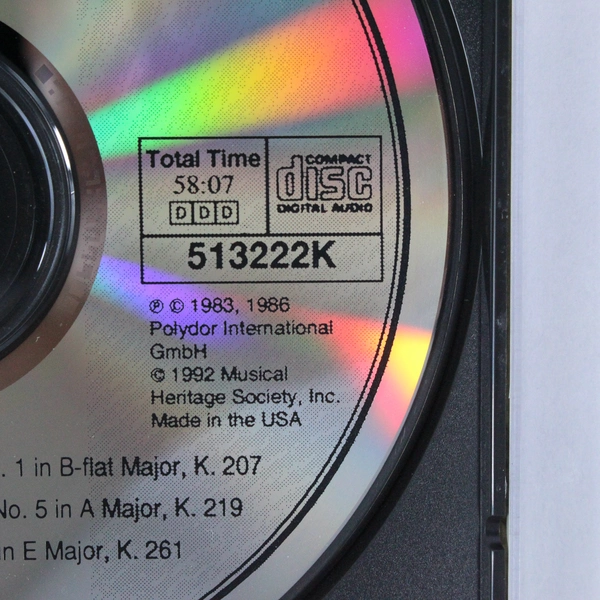 Total Time
58:07
DDD
COMPACT
disc
DIGITAL AUDIO
513222K
℗ © 1983, 1986
Polydor International
GmbH
© 1992 Musical
Heritage Society, Inc.
Made in the USA
. 1 in B-flat Major, K. 207
No. 5 in A Major, K. 219
in E Major, K. 261